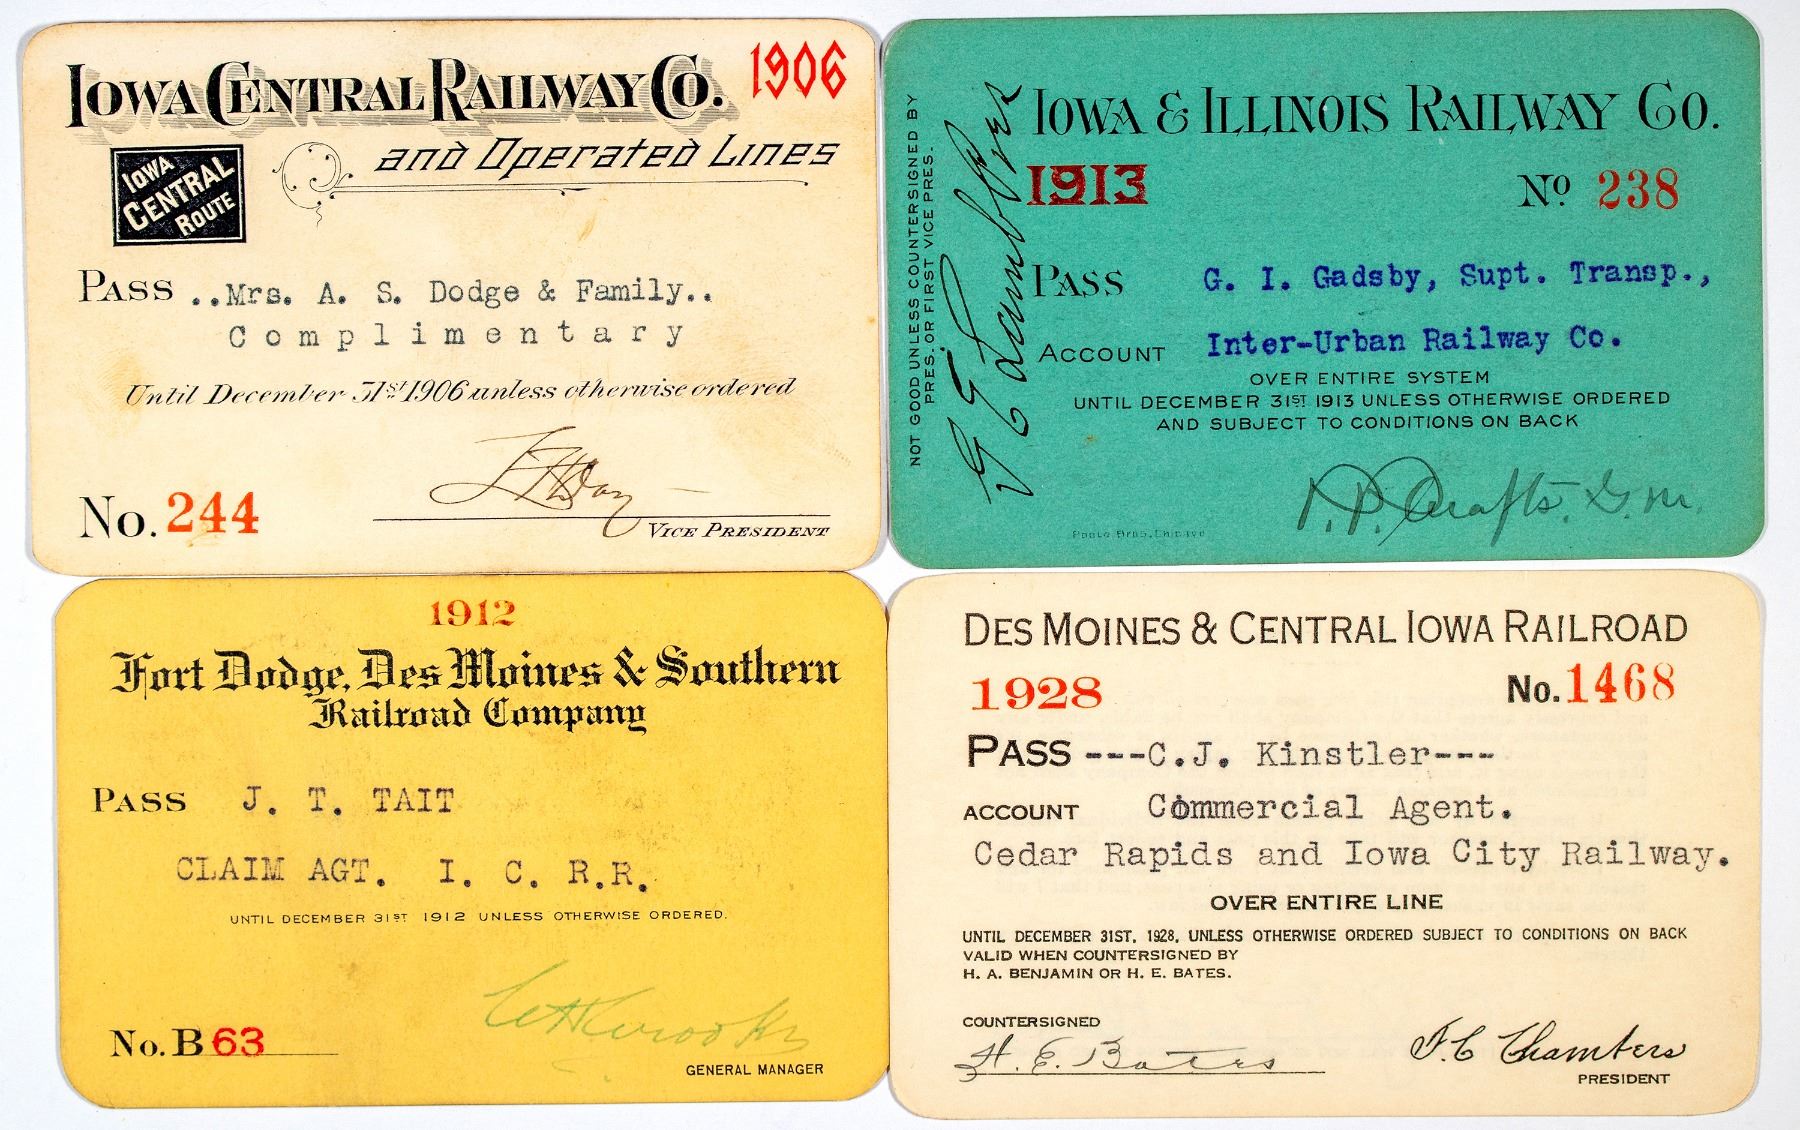 IOWA CENTRAL RAILWAY CO. 1906
and Operated Lines
IOWA
CENTRAL
ROUTE
PASS ..Mrs. A. S. Dodge & Family..
Complimentary
Until December 31st 1906 unless otherwise ordered
No. 244
VICE PRESIDENT
NOT GOOD UNLESS COUNTERSIGNED BY
PRES. OR FIRST VICE PRES.
IOWA & ILLINOIS RAILWAY CO.
1913 No 238
PASS G. I. Gadsby, Supt. Transp.,
ACCOUNT Inter-Urban Railway Co.
OVER ENTIRE SYSTEM
UNTIL DECEMBER 31ST 1913 UNLESS OTHERWISE ORDERED
AND SUBJECT TO CONDITIONS ON BACK
P. P. Crafts. G. M.
Poole Bros. Chicago
1912
Fort Dodge, Des Moines & Southern
Railroad Company
PASS J. T. TAIT
CLAIM AGT. I. C. R.R.
UNTIL DECEMBER 31ST 1912 UNLESS OTHERWISE ORDERED.
No. B 63
GENERAL MANAGER
DES MOINES & CENTRAL IOWA RAILROAD
1928 No. 1468
PASS ---C.J. Kinstler---
ACCOUNT Commercial Agent.
Cedar Rapids and Iowa City Railway.
OVER ENTIRE LINE
UNTIL DECEMBER 31ST, 1928, UNLESS OTHERWISE ORDERED SUBJECT TO CONDITIONS ON BACK
VALID WHEN COUNTERSIGNED BY
H. A. BENJAMIN OR H. E. BATES.
COUNTERSIGNED
H. E. Bates
F. C. Chambers
PRESIDENT